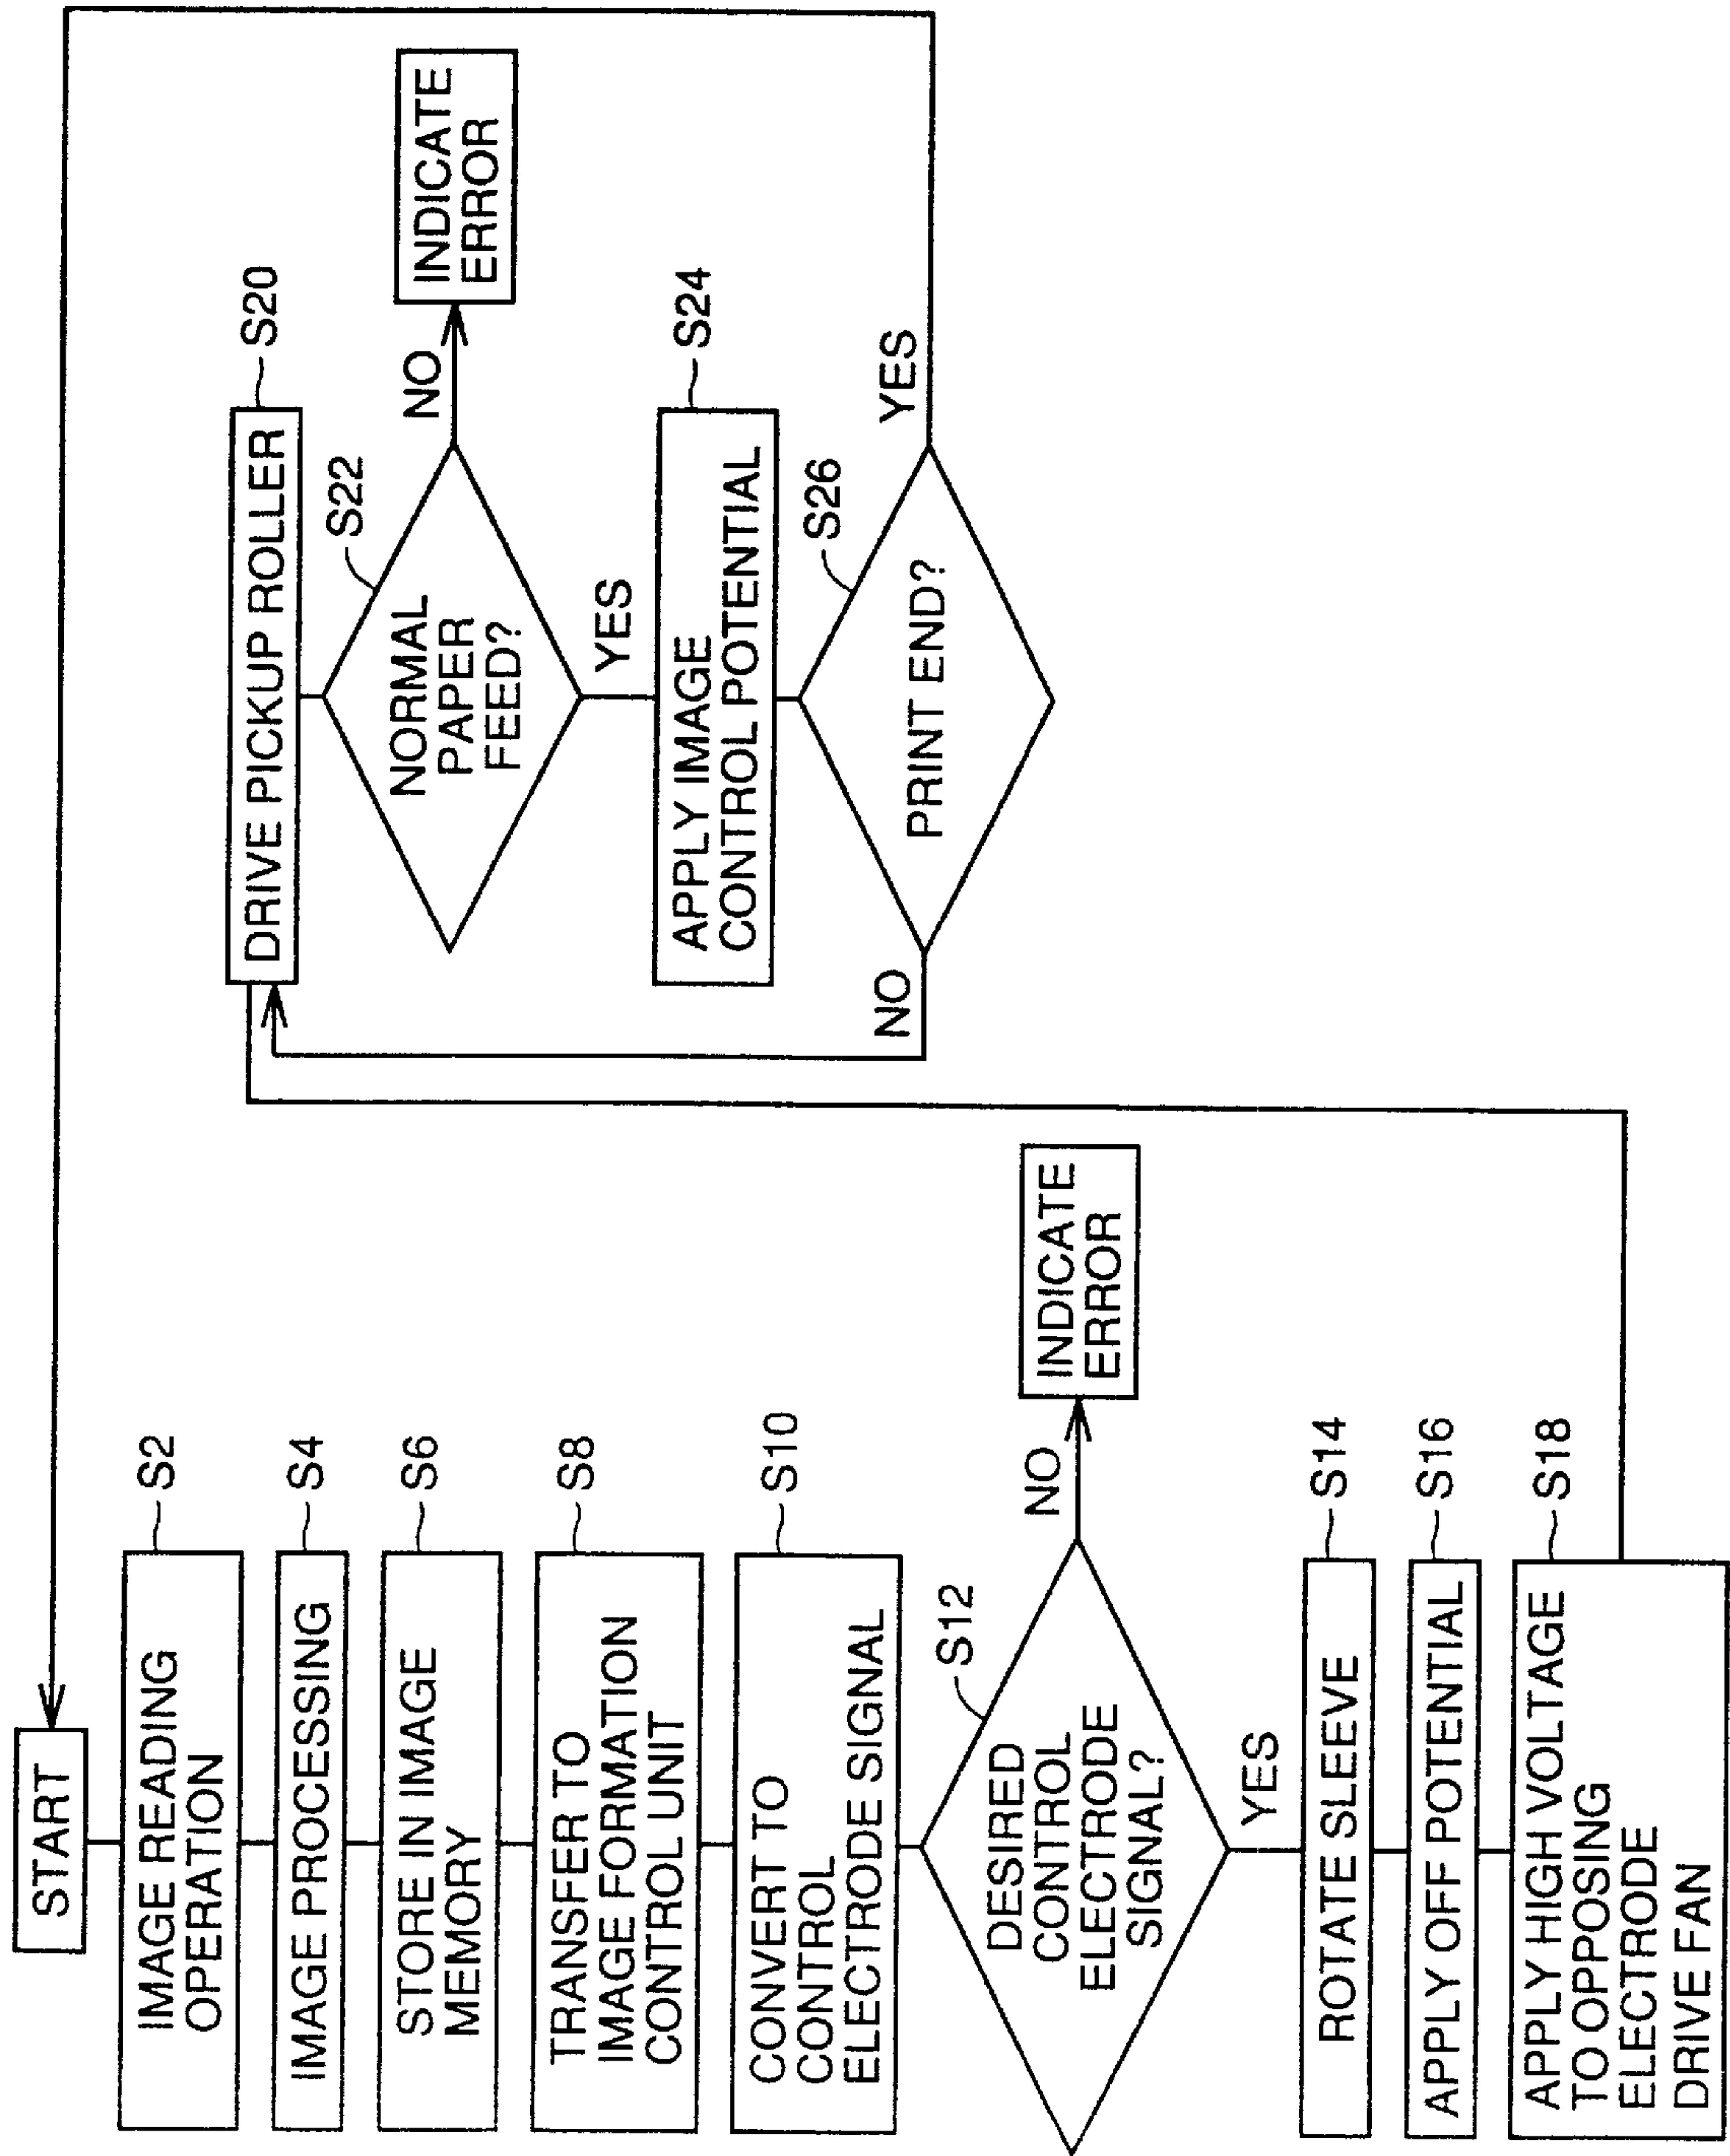 START
IMAGE READING
OPERATION
S2
IMAGE PROCESSING
S4
STORE IN IMAGE
MEMORY
S6
TRANSFER TO
IMAGE FORMATION
CONTROL UNIT
S8
CONVERT TO
CONTROL
ELECTRODE SIGNAL
S10
S12
DESIRED
CONTROL
ELECTRODE
SIGNAL?
NO
INDICATE
ERROR
YES
ROTATE SLEEVE
S14
APPLY OFF POTENTIAL
S16
APPLY HIGH VOLTAGE
TO OPPOSING
ELECTRODE
DRIVE FAN
S18
DRIVE PICKUP ROLLER
S20
S22
NORMAL
PAPER
FEED?
NO
INDICATE
ERROR
YES
APPLY IMAGE
CONTROL POTENTIAL
S24
S26
PRINT END?
NO
YES